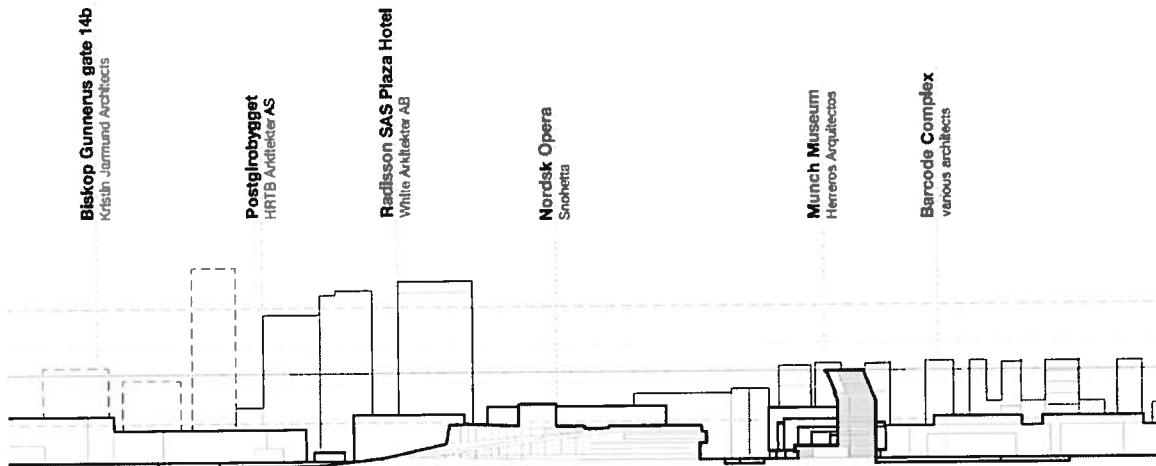 Biskop Gunnerus gate 14b
Kristin Jarmund Architects
Postgirobygget
HRTB Arkitekter AS
Radisson SAS Plaza Hotel
White Arkitekter AB
Nordsk Opera
Snohetta
Munch Museum
Herreros Arquitectos
Barcode Complex
various architects